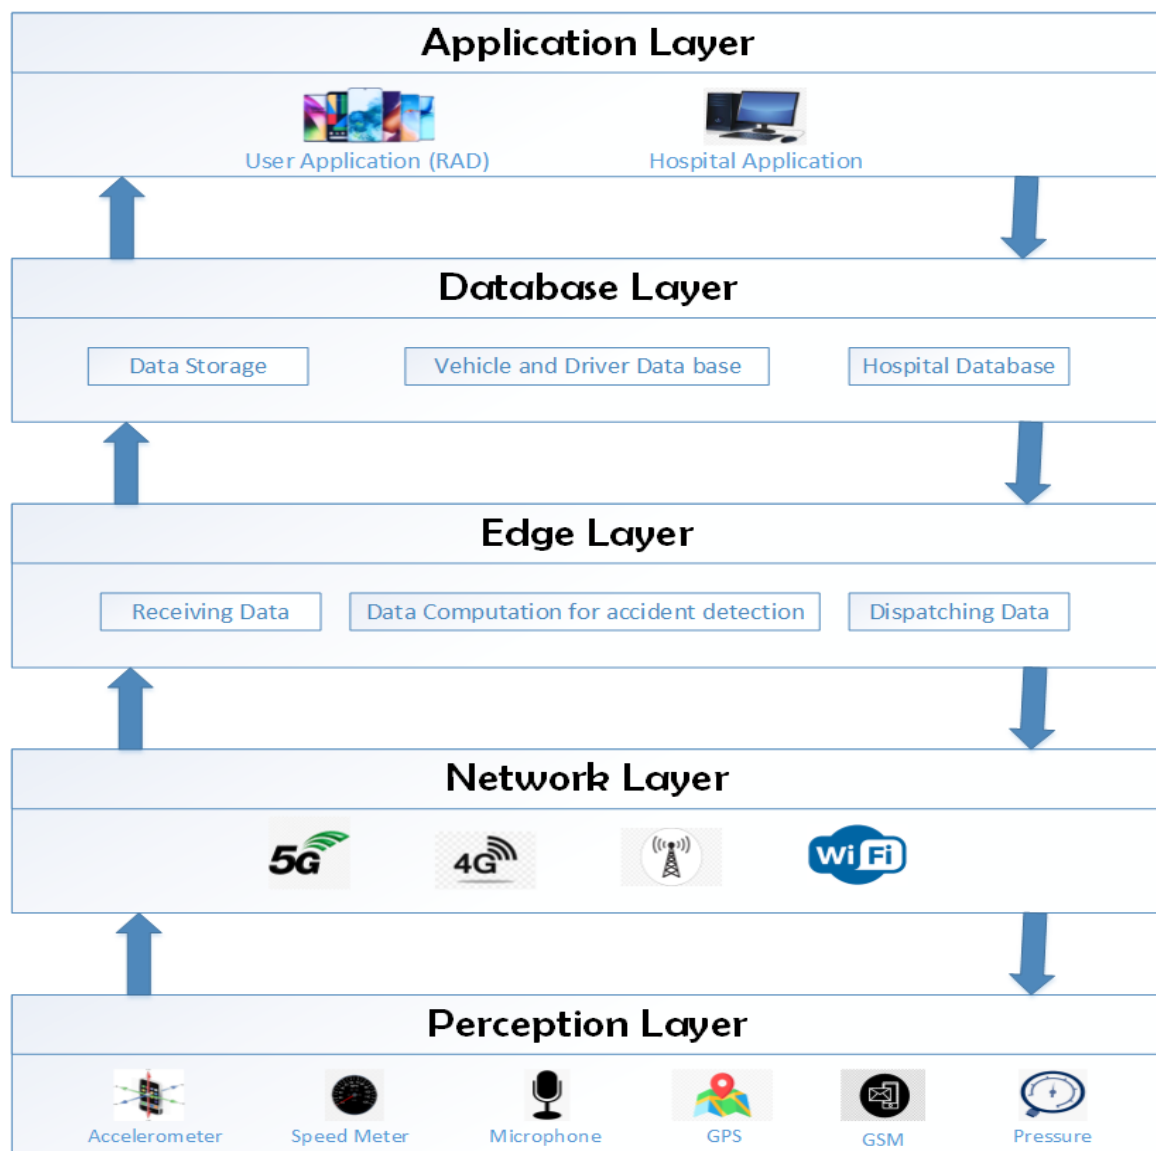 Application Layer
User Application (RAD)
Hospital Application
Database Layer
Data Storage
Vehicle and Driver Data base
Hospital Database
Edge Layer
Receiving Data
Data Computation for accident detection
Dispatching Data
Network Layer
5G
4G
Wi Fi
Perception Layer
Accelerometer
Speed Meter
Microphone
GPS
GSM
Pressure